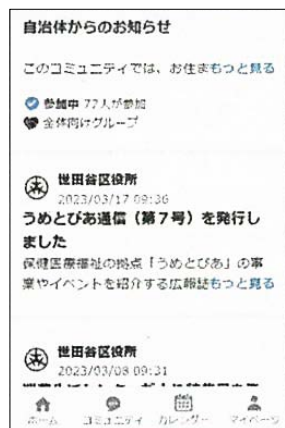 自治体からのお知らせ
このコミュニティでは、お住まもっと見る
参加中 77人が参加
全体向けグループ
世田谷区役所
2023/03/17 09:36
うめとぴあ通信（第7号）を発行し
ました
保健医療福祉の拠点「うめとぴあ」の事
業やイベントを紹介する広報誌もっと見る
世田谷区役所
2023/03/08 09:31
ホーム コミュニティ カレンダー マイページ